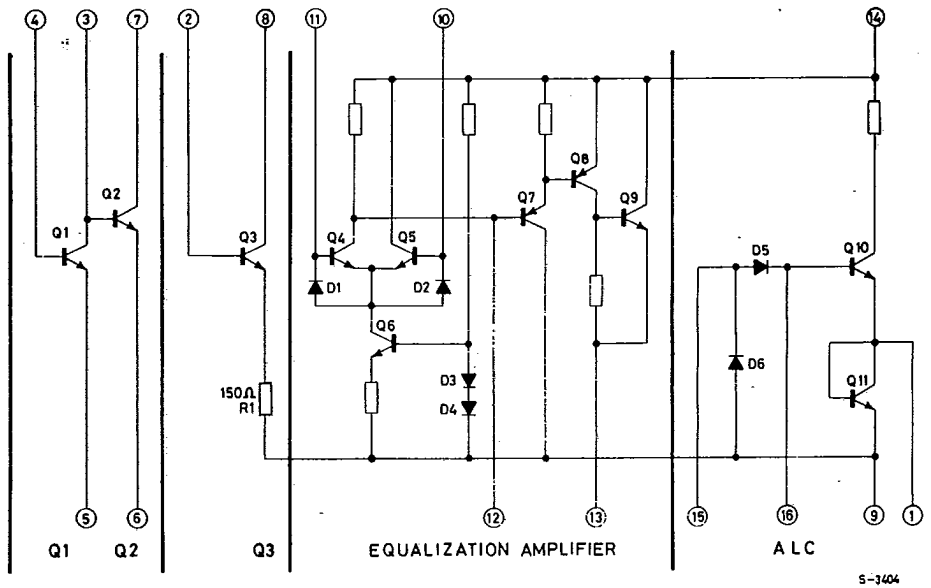 4 3 7 2 8 11 10 14
Q8
Q2
Q7 Q9
Q1 Q3 Q4 Q5
D5 Q10
D1 D2
Q6
D6
D3
Q11
150Ω
R1
D4
5 6 12 13 15 16 9 1
Q1 Q2 Q3 EQUALIZATION AMPLIFIER ALC
S-3404